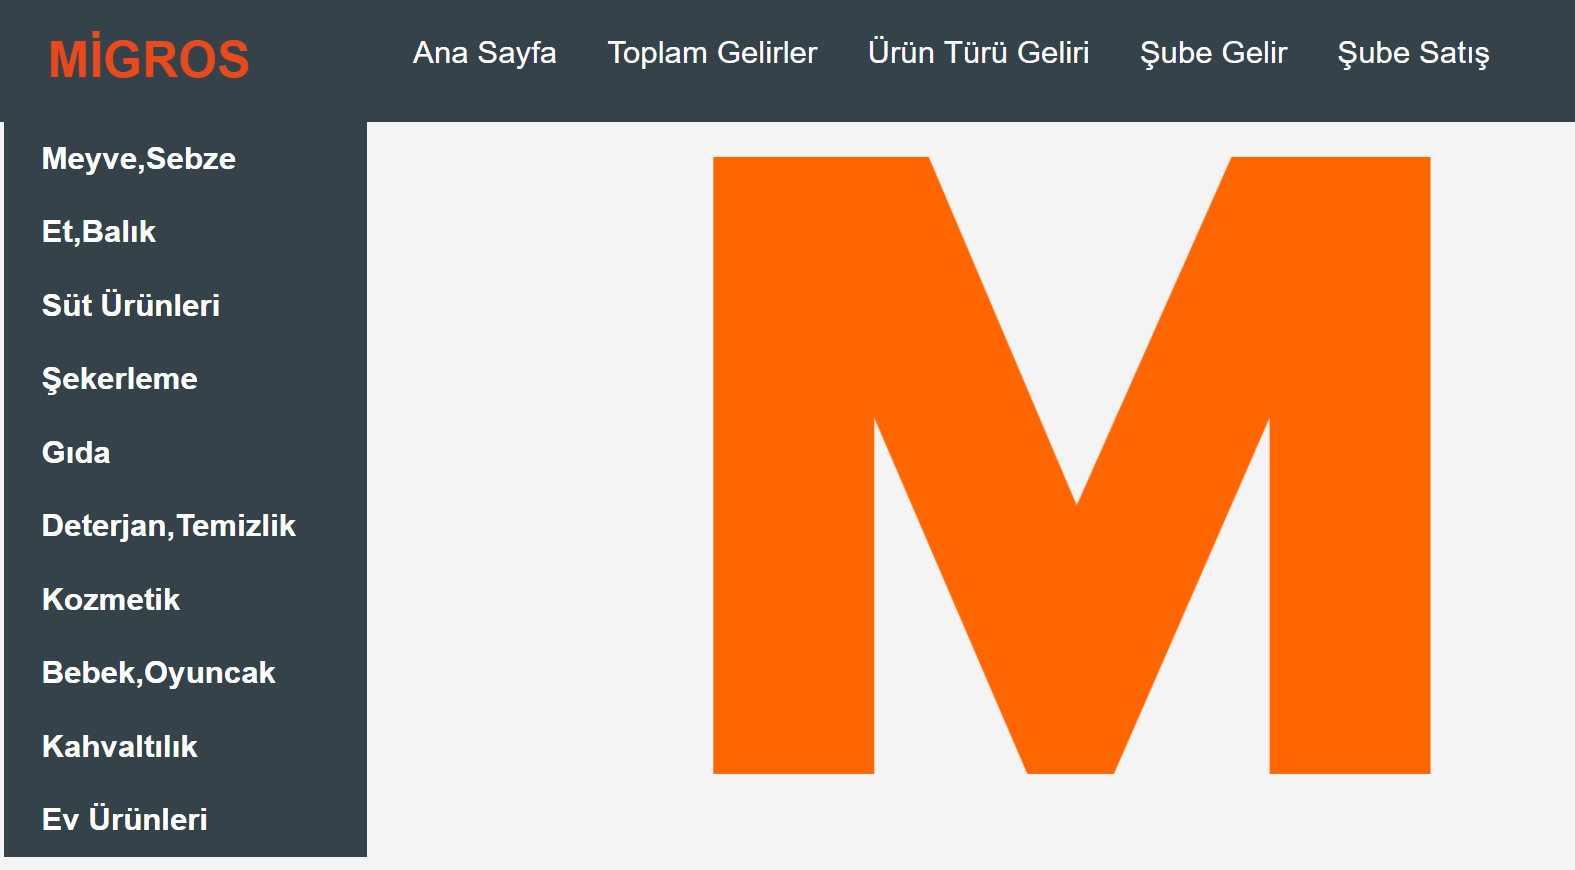 MİGROS
Ana Sayfa Toplam Gelirler Ürün Türü Geliri Şube Gelir Şube Satış
Meyve,Sebze
Et,Balık
Süt Ürünleri
Şekerleme
Gıda
Deterjan,Temizlik
Kozmetik
Bebek,Oyuncak
Kahvaltılık
Ev Ürünleri
M